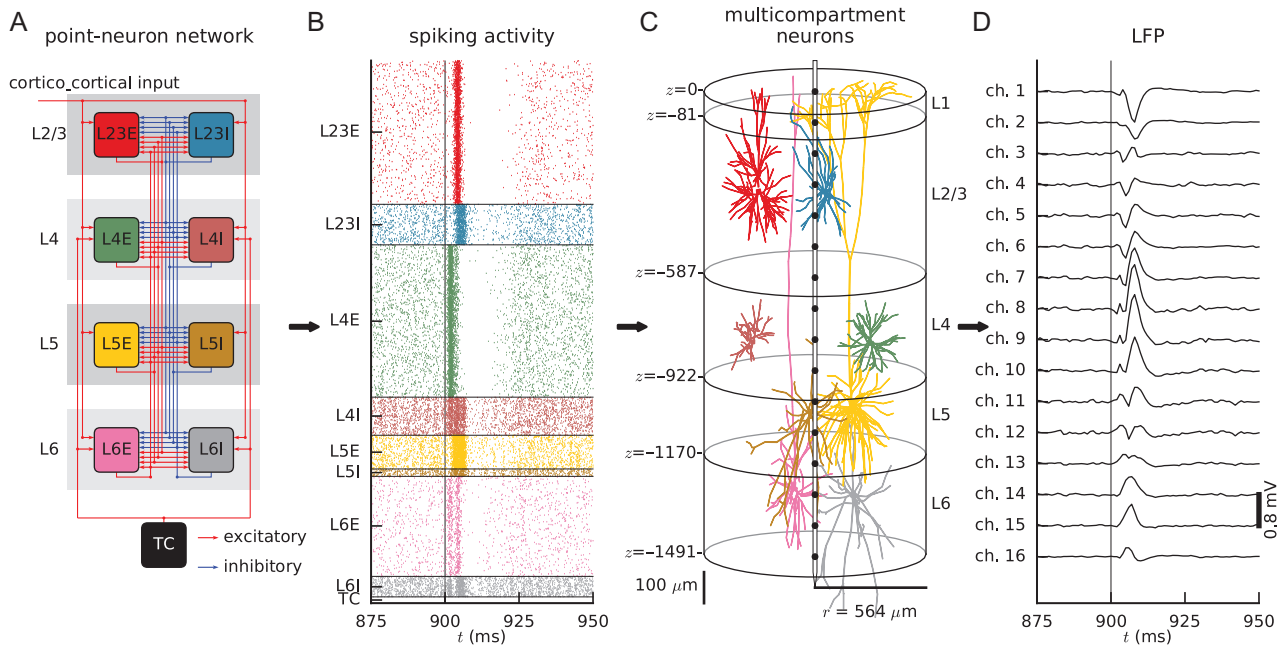 A
point-neuron network
cortico_cortical input
L2/3
L23E
L23I
L4
L4E
L4I
L5
L5E
L5I
L6
L6E
L6I
TC
excitatory
inhibitory
B
spiking activity
L23E
L23I
L4E
L4I
L5E
L5I
L6E
L6I
TC
875
900
925
950
t (ms)
C
multicompartment
neurons
z=0
z=−81
z=−587
z=−922
z=−1170
z=−1491
L1
L2/3
L4
L5
L6
100 μm
r = 564 μm
D
LFP
ch. 1
ch. 2
ch. 3
ch. 4
ch. 5
ch. 6
ch. 7
ch. 8
ch. 9
ch. 10
ch. 11
ch. 12
ch. 13
ch. 14
ch. 15
ch. 16
0.8 mV
875
900
925
950
t (ms)